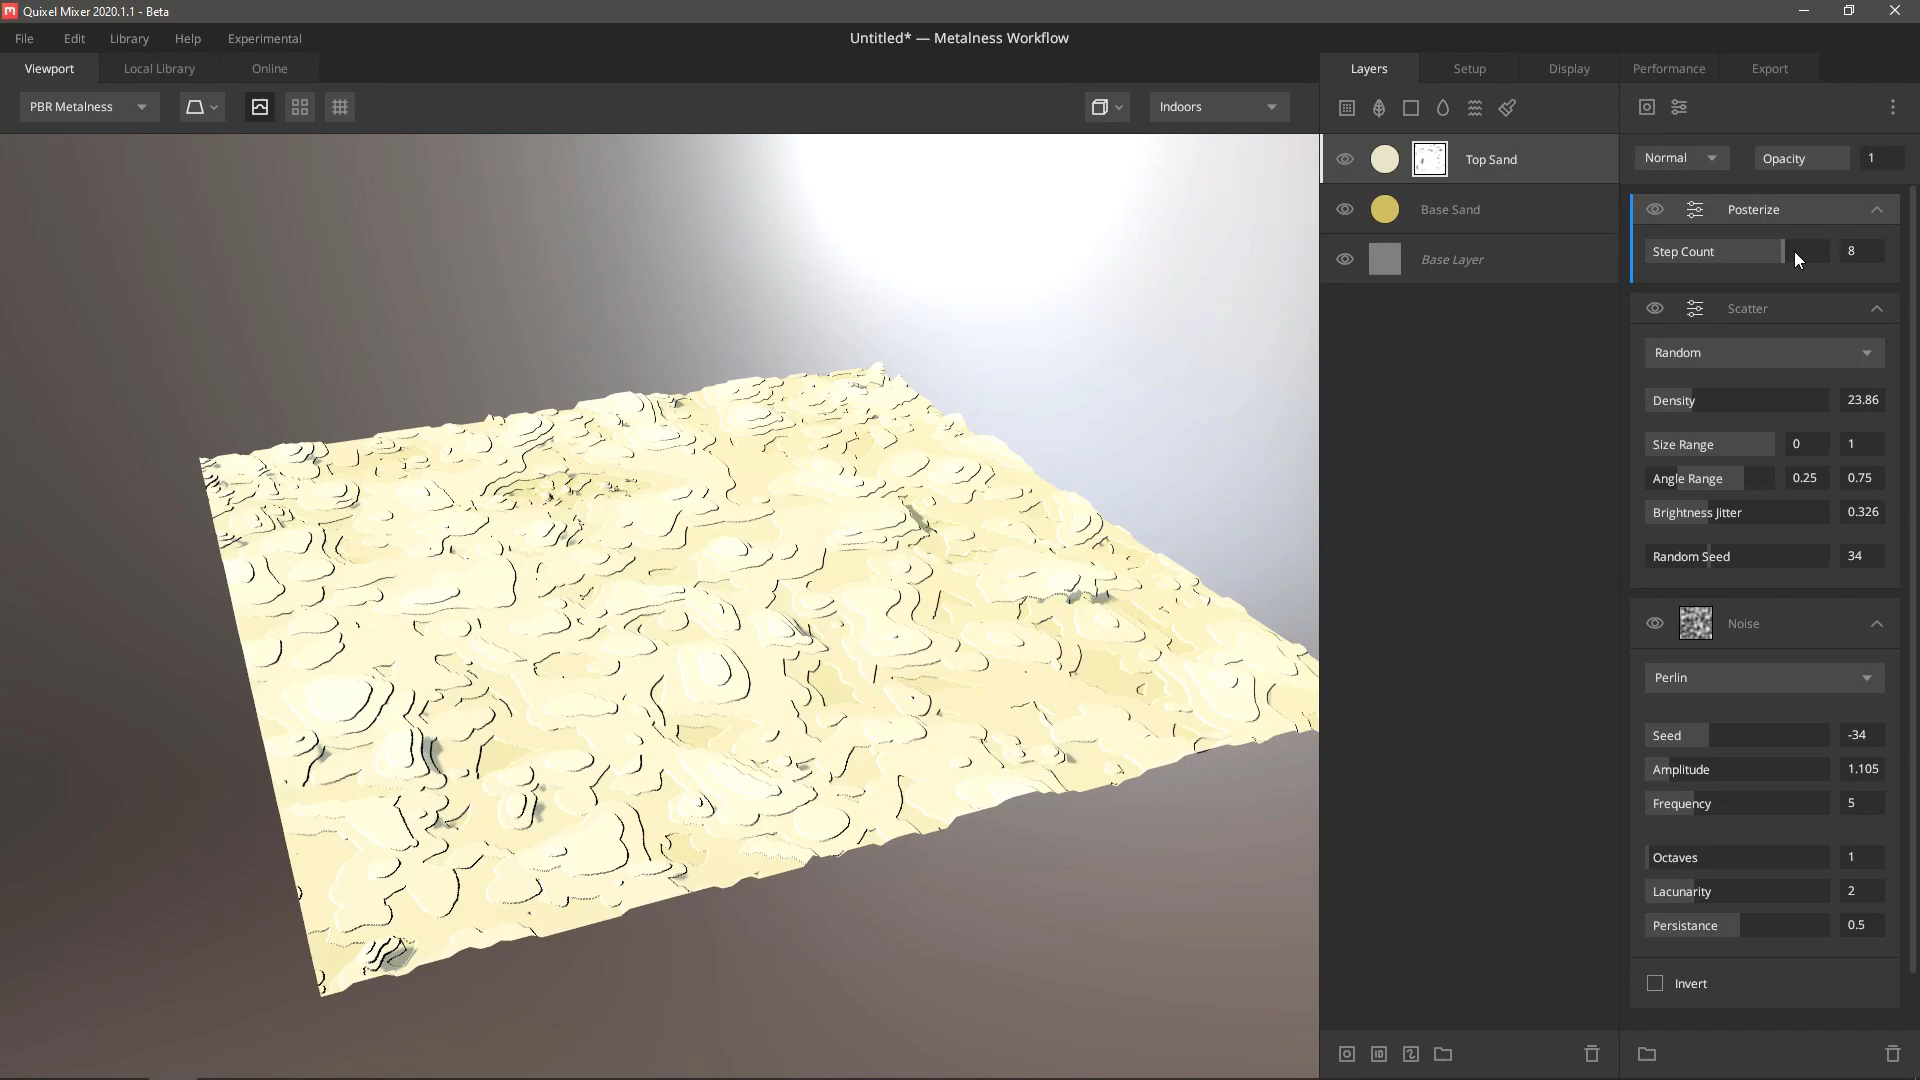 Quixel Mixer 2020.1.1 - Beta
File Edit Library Help Experimental
Untitled* — Metalness Workflow
Viewport Local Library Online
Layers Setup Display Performance Export
PBR Metalness
Indoors
Top Sand
Base Sand
Base Layer
Normal Opacity 1
Posterize
Step Count 8
Scatter
Random
Density 23.86
Size Range 0 1
Angle Range 0.25 0.75
Brightness Jitter 0.326
Random Seed 34
Noise
Perlin
Seed -34
Amplitude 1.105
Frequency 5
Octaves 1
Lacunarity 2
Persistance 0.5
Invert